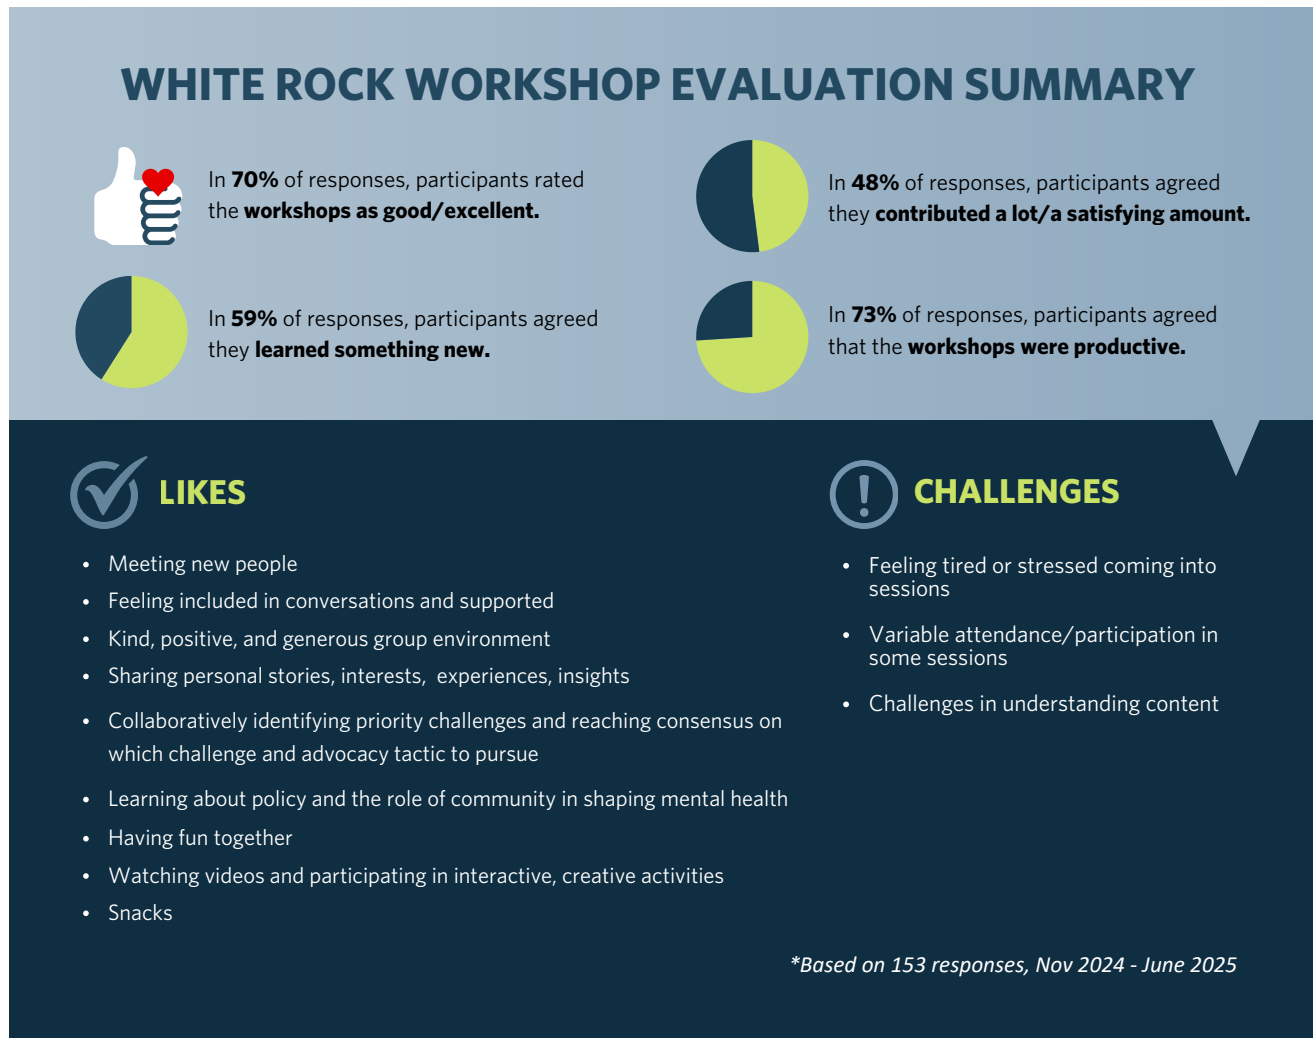 WHITE ROCK WORKSHOP EVALUATION SUMMARY
In 70% of responses, participants rated
the workshops as good/excellent.
In 48% of responses, participants agreed
they contributed a lot/a satisfying amount.
In 59% of responses, participants agreed
they learned something new.
In 73% of responses, participants agreed
that the workshops were productive.
LIKES
• Meeting new people
• Feeling included in conversations and supported
• Kind, positive, and generous group environment
• Sharing personal stories, interests, experiences, insights
• Collaboratively identifying priority challenges and reaching consensus on
which challenge and advocacy tactic to pursue
• Learning about policy and the role of community in shaping mental health
• Having fun together
• Watching videos and participating in interactive, creative activities
• Snacks
CHALLENGES
• Feeling tired or stressed coming into
sessions
• Variable attendance/participation in
some sessions
• Challenges in understanding content
*Based on 153 responses, Nov 2024 - June 2025